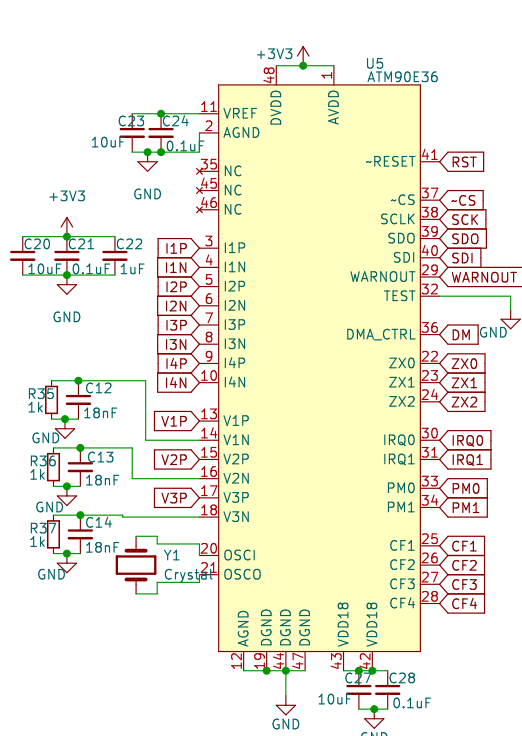 +3V3
U5
ATM90E36
48
1
DVDD
AVDD
C23
C24
10uF
0.1uF
GND
11
VREF
2
AGND
35
NC
45
NC
46
NC
~RESET
41
RST
+3V3
C20
C21
C22
10uF
0.1uF
1uF
GND
~CS
37
~CS
SCLK
38
SCK
SDO
39
SDO
SDI
40
SDI
WARNOUT
29
WARNOUT
TEST
32
GND
DMA_CTRL
36
DM
I1P
3
I1P
I1N
4
I1N
I2P
5
I2P
I2N
6
I2N
I3P
7
I3P
I3N
8
I3N
I4P
9
I4P
I4N
10
I4N
ZX0
22
ZX0
ZX1
23
ZX1
ZX2
24
ZX2
R35
1k
C12
18nF
GND
V1P
13
V1P
14
V1N
V2P
15
V2P
16
V2N
V3P
17
V3P
18
V3N
IRQ0
30
IRQ0
IRQ1
31
IRQ1
PM0
33
PM0
PM1
34
PM1
R36
1k
C13
18nF
GND
R37
1k
C14
18nF
GND
Y1
Crystal
20
OSCI
21
OSCO
CF1
25
CF1
CF2
26
CF2
CF3
27
CF3
CF4
28
CF4
AGND
DGND
DGND
DGND
VDD18
VDD18
12
19
44
47
43
42
C27
C28
10uF
0.1uF
GND
GND